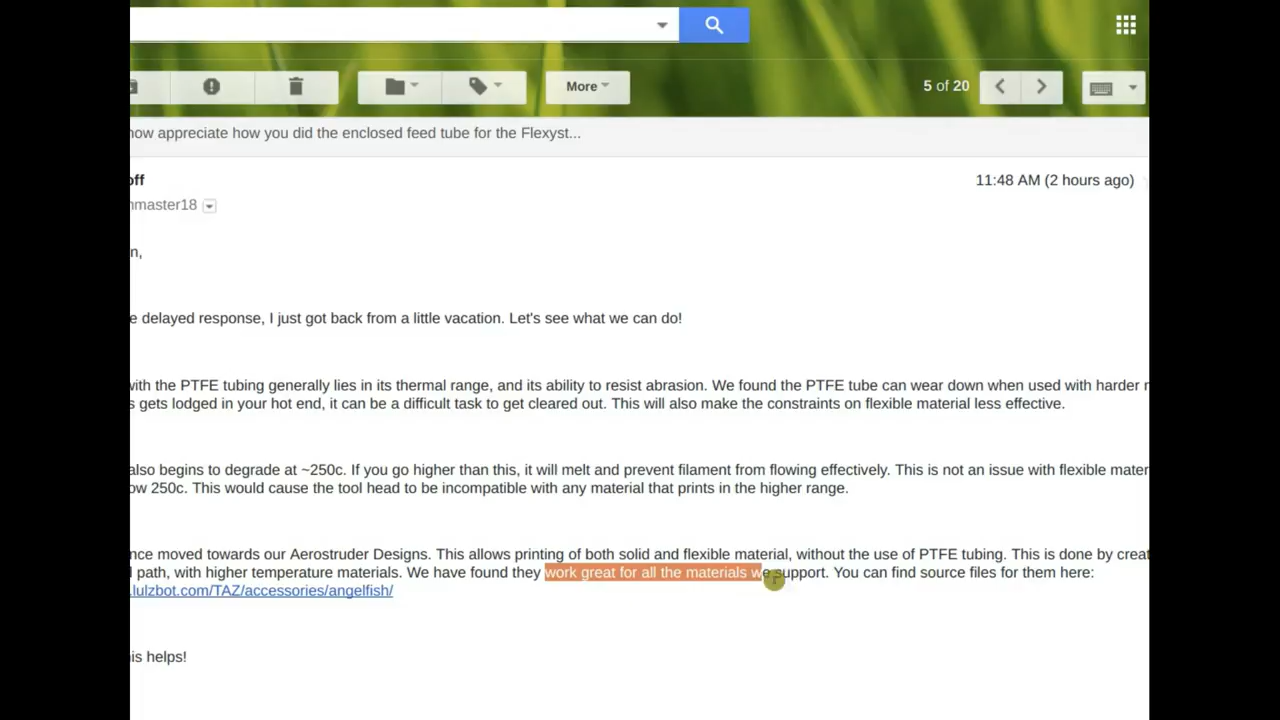 More
5 of 20
now appreciate how you did the enclosed feed tube for the Flexyst...
off
11:48 AM (2 hours ago)
nmaster18
n,
e delayed response, I just got back from a little vacation. Let's see what we can do!
with the PTFE tubing generally lies in its thermal range, and its ability to resist abrasion. We found the PTFE tube can wear down when used with harder
s gets lodged in your hot end, it can be a difficult task to get cleared out. This will also make the constraints on flexible material less effective.
also begins to degrade at ~250c. If you go higher than this, it will melt and prevent filament from flowing effectively. This is not an issue with flexible mater
ow 250c. This would cause the tool head to be incompatible with any material that prints in the higher range.
nce moved towards our Aerostruder Designs. This allows printing of both solid and flexible material, without the use of PTFE tubing. This is done by creat
l path, with higher temperature materials. We have found they work great for all the materials we support. You can find source files for them here:
.lulzbot.com/TAZ/accessories/angelfish/
is helps!